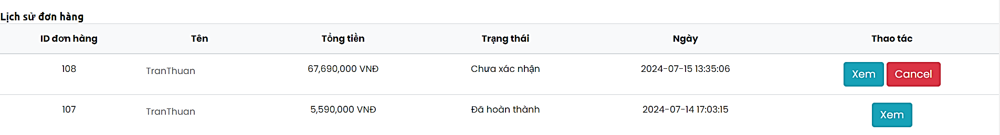 Lịch sử đơn hàng
ID đơn hàng Tên Tổng tiền Trạng thái Ngày Thao tác
108 TranThuan 67,690,000 VNĐ Chưa xác nhận 2024-07-15 13:35:06 Xem Cancel
107 TranThuan 5,590,000 VNĐ Đã hoàn thành 2024-07-14 17:03:15 Xem